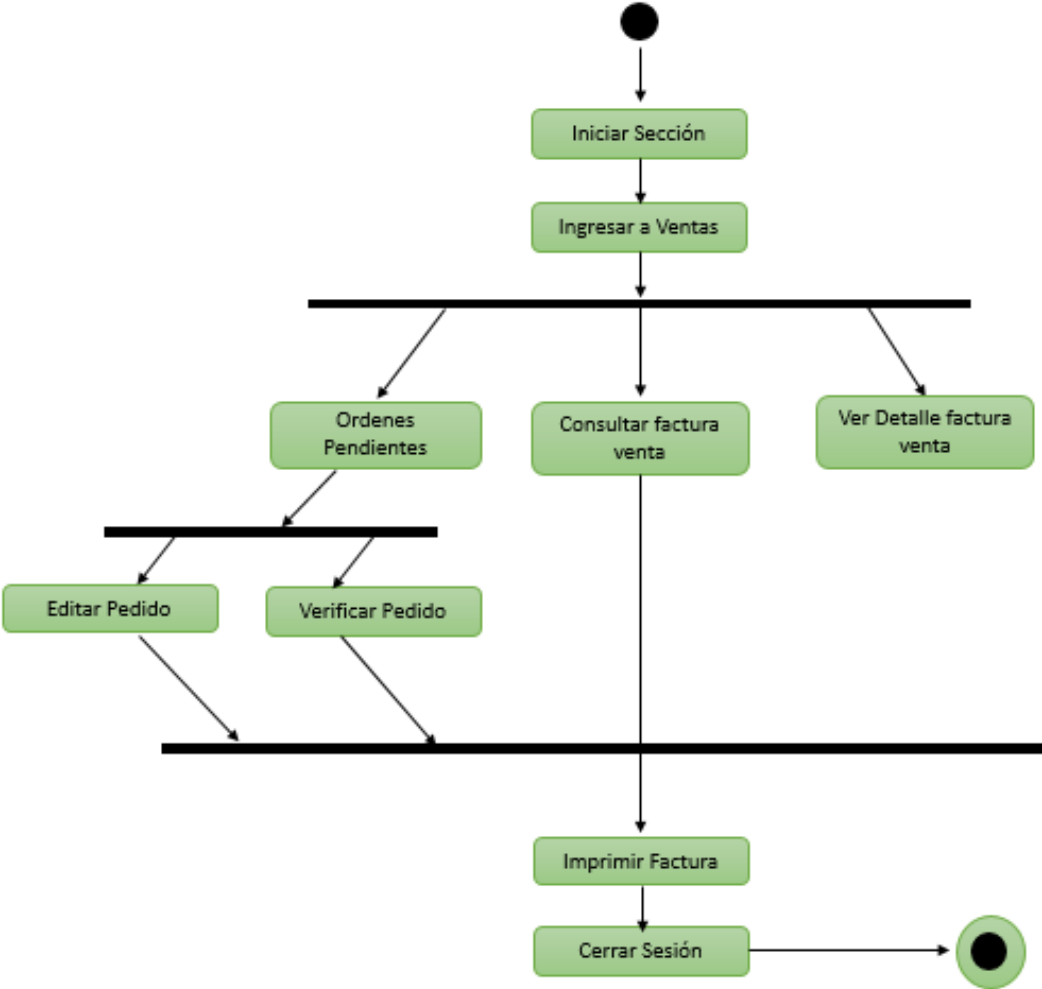 Iniciar Sección
Ingresar a Ventas
Ordenes
Pendientes
Consultar factura
venta
Ver Detalle factura
venta
Editar Pedido
Verificar Pedido
Imprimir Factura
Cerrar Sesión